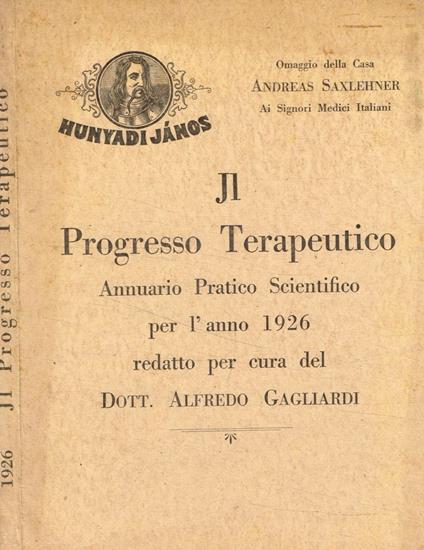 1926 Jl Progresso Terapeutico
HUNYADI JÁNOS
Omaggio della Casa
ANDREAS SAXLEHNER
Ai Signori Medici Italiani
Jl
Progresso Terapeutico
Annuario Pratico Scientifico
per l'anno 1926
redatto per cura del
DOTT. ALFREDO GAGLIARDI